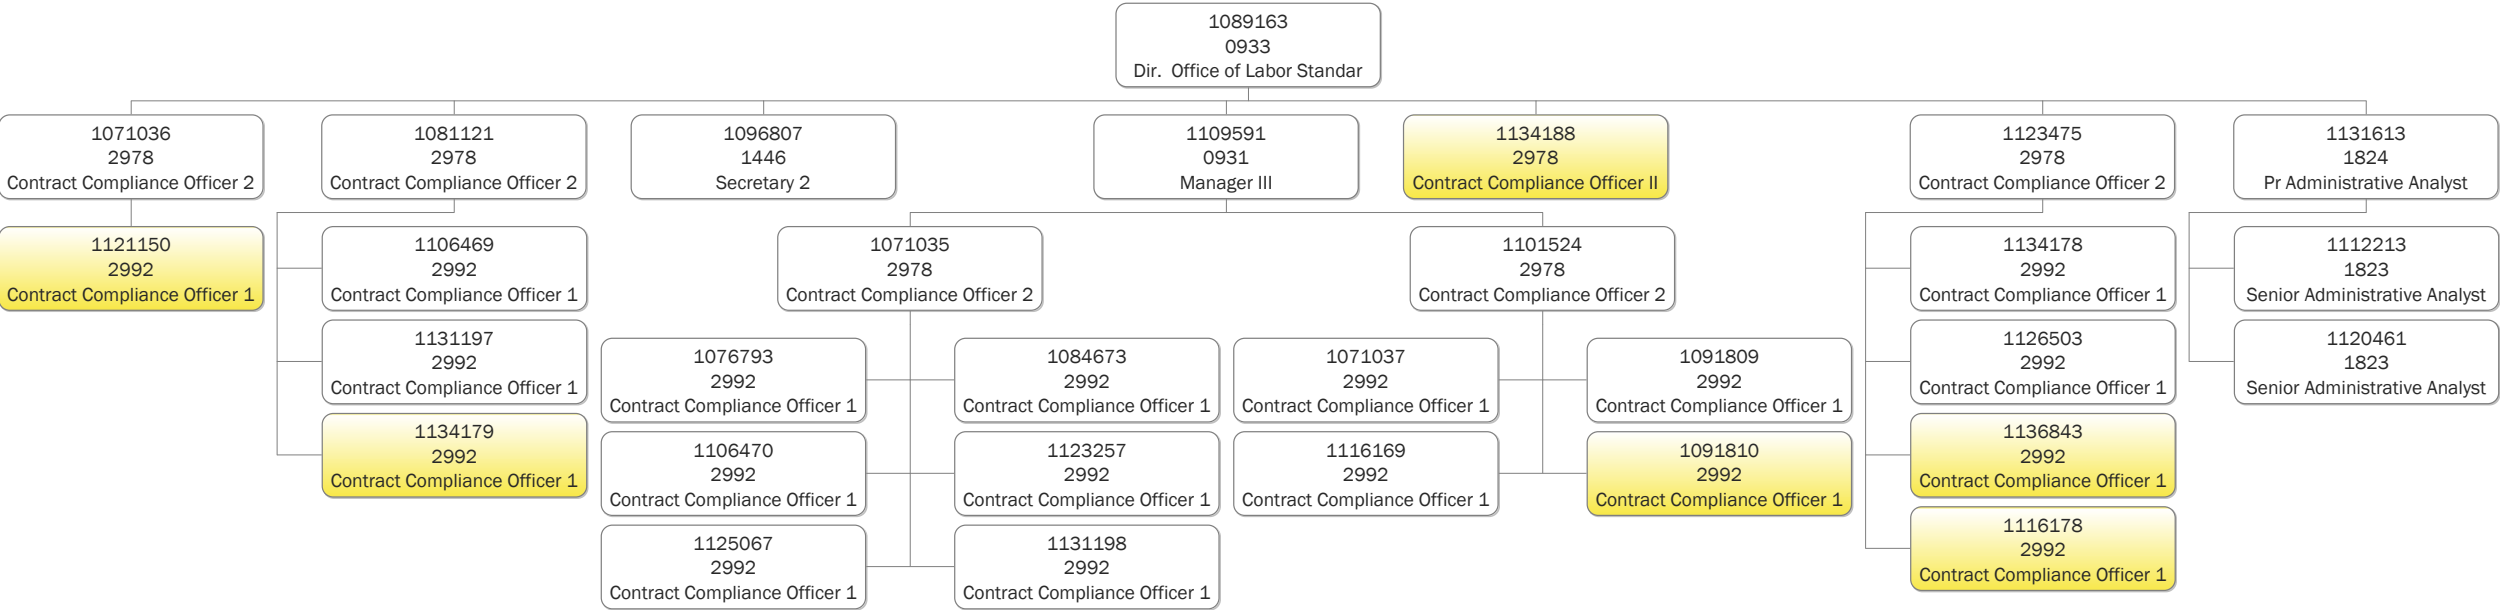 1089163
0933
Dir.  Office of Labor Standar
1071036
2978
Contract Compliance Officer 2
1081121
2978
Contract Compliance Officer 2
1096807
1446
Secretary 2
1109591
0931
Manager III
1134188
2978
Contract Compliance Officer II
1123475
2978
Contract Compliance Officer 2
1131613
1824
Pr Administrative Analyst
1121150
2992
Contract Compliance Officer 1
1106469
2992
Contract Compliance Officer 1
1131197
2992
Contract Compliance Officer 1
1134179
2992
Contract Compliance Officer 1
1071035
2978
Contract Compliance Officer 2
1076793
2992
Contract Compliance Officer 1
1084673
2992
Contract Compliance Officer 1
1106470
2992
Contract Compliance Officer 1
1123257
2992
Contract Compliance Officer 1
1125067
2992
Contract Compliance Officer 1
1131198
2992
Contract Compliance Officer 1
1101524
2978
Contract Compliance Officer 2
1071037
2992
Contract Compliance Officer 1
1091809
2992
Contract Compliance Officer 1
1116169
2992
Contract Compliance Officer 1
1091810
2992
Contract Compliance Officer 1
1134178
2992
Contract Compliance Officer 1
1126503
2992
Contract Compliance Officer 1
1136843
2992
Contract Compliance Officer 1
1116178
2992
Contract Compliance Officer 1
1112213
1823
Senior Administrative Analyst
1120461
1823
Senior Administrative Analyst